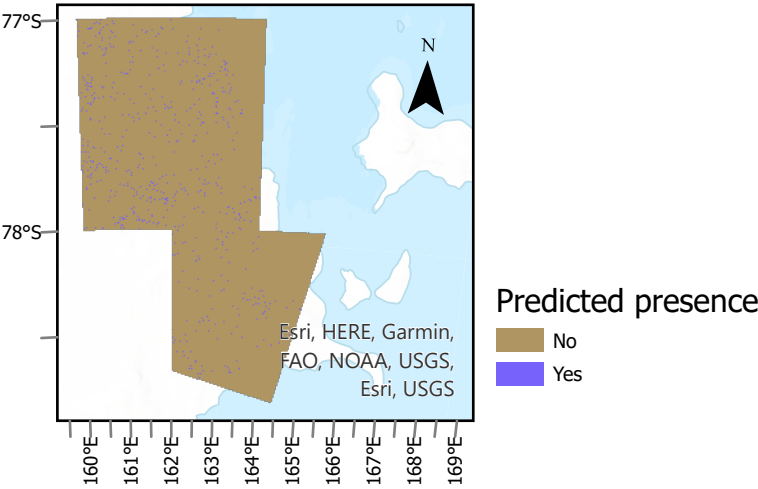 77°S
N
78°S
Esri, HERE, Garmin,
FAO, NOAA, USGS,
Esri, USGS
Predicted presence
No
Yes
160°E
161°E
162°E
163°E
164°E
165°E
166°E
167°E
168°E
169°E